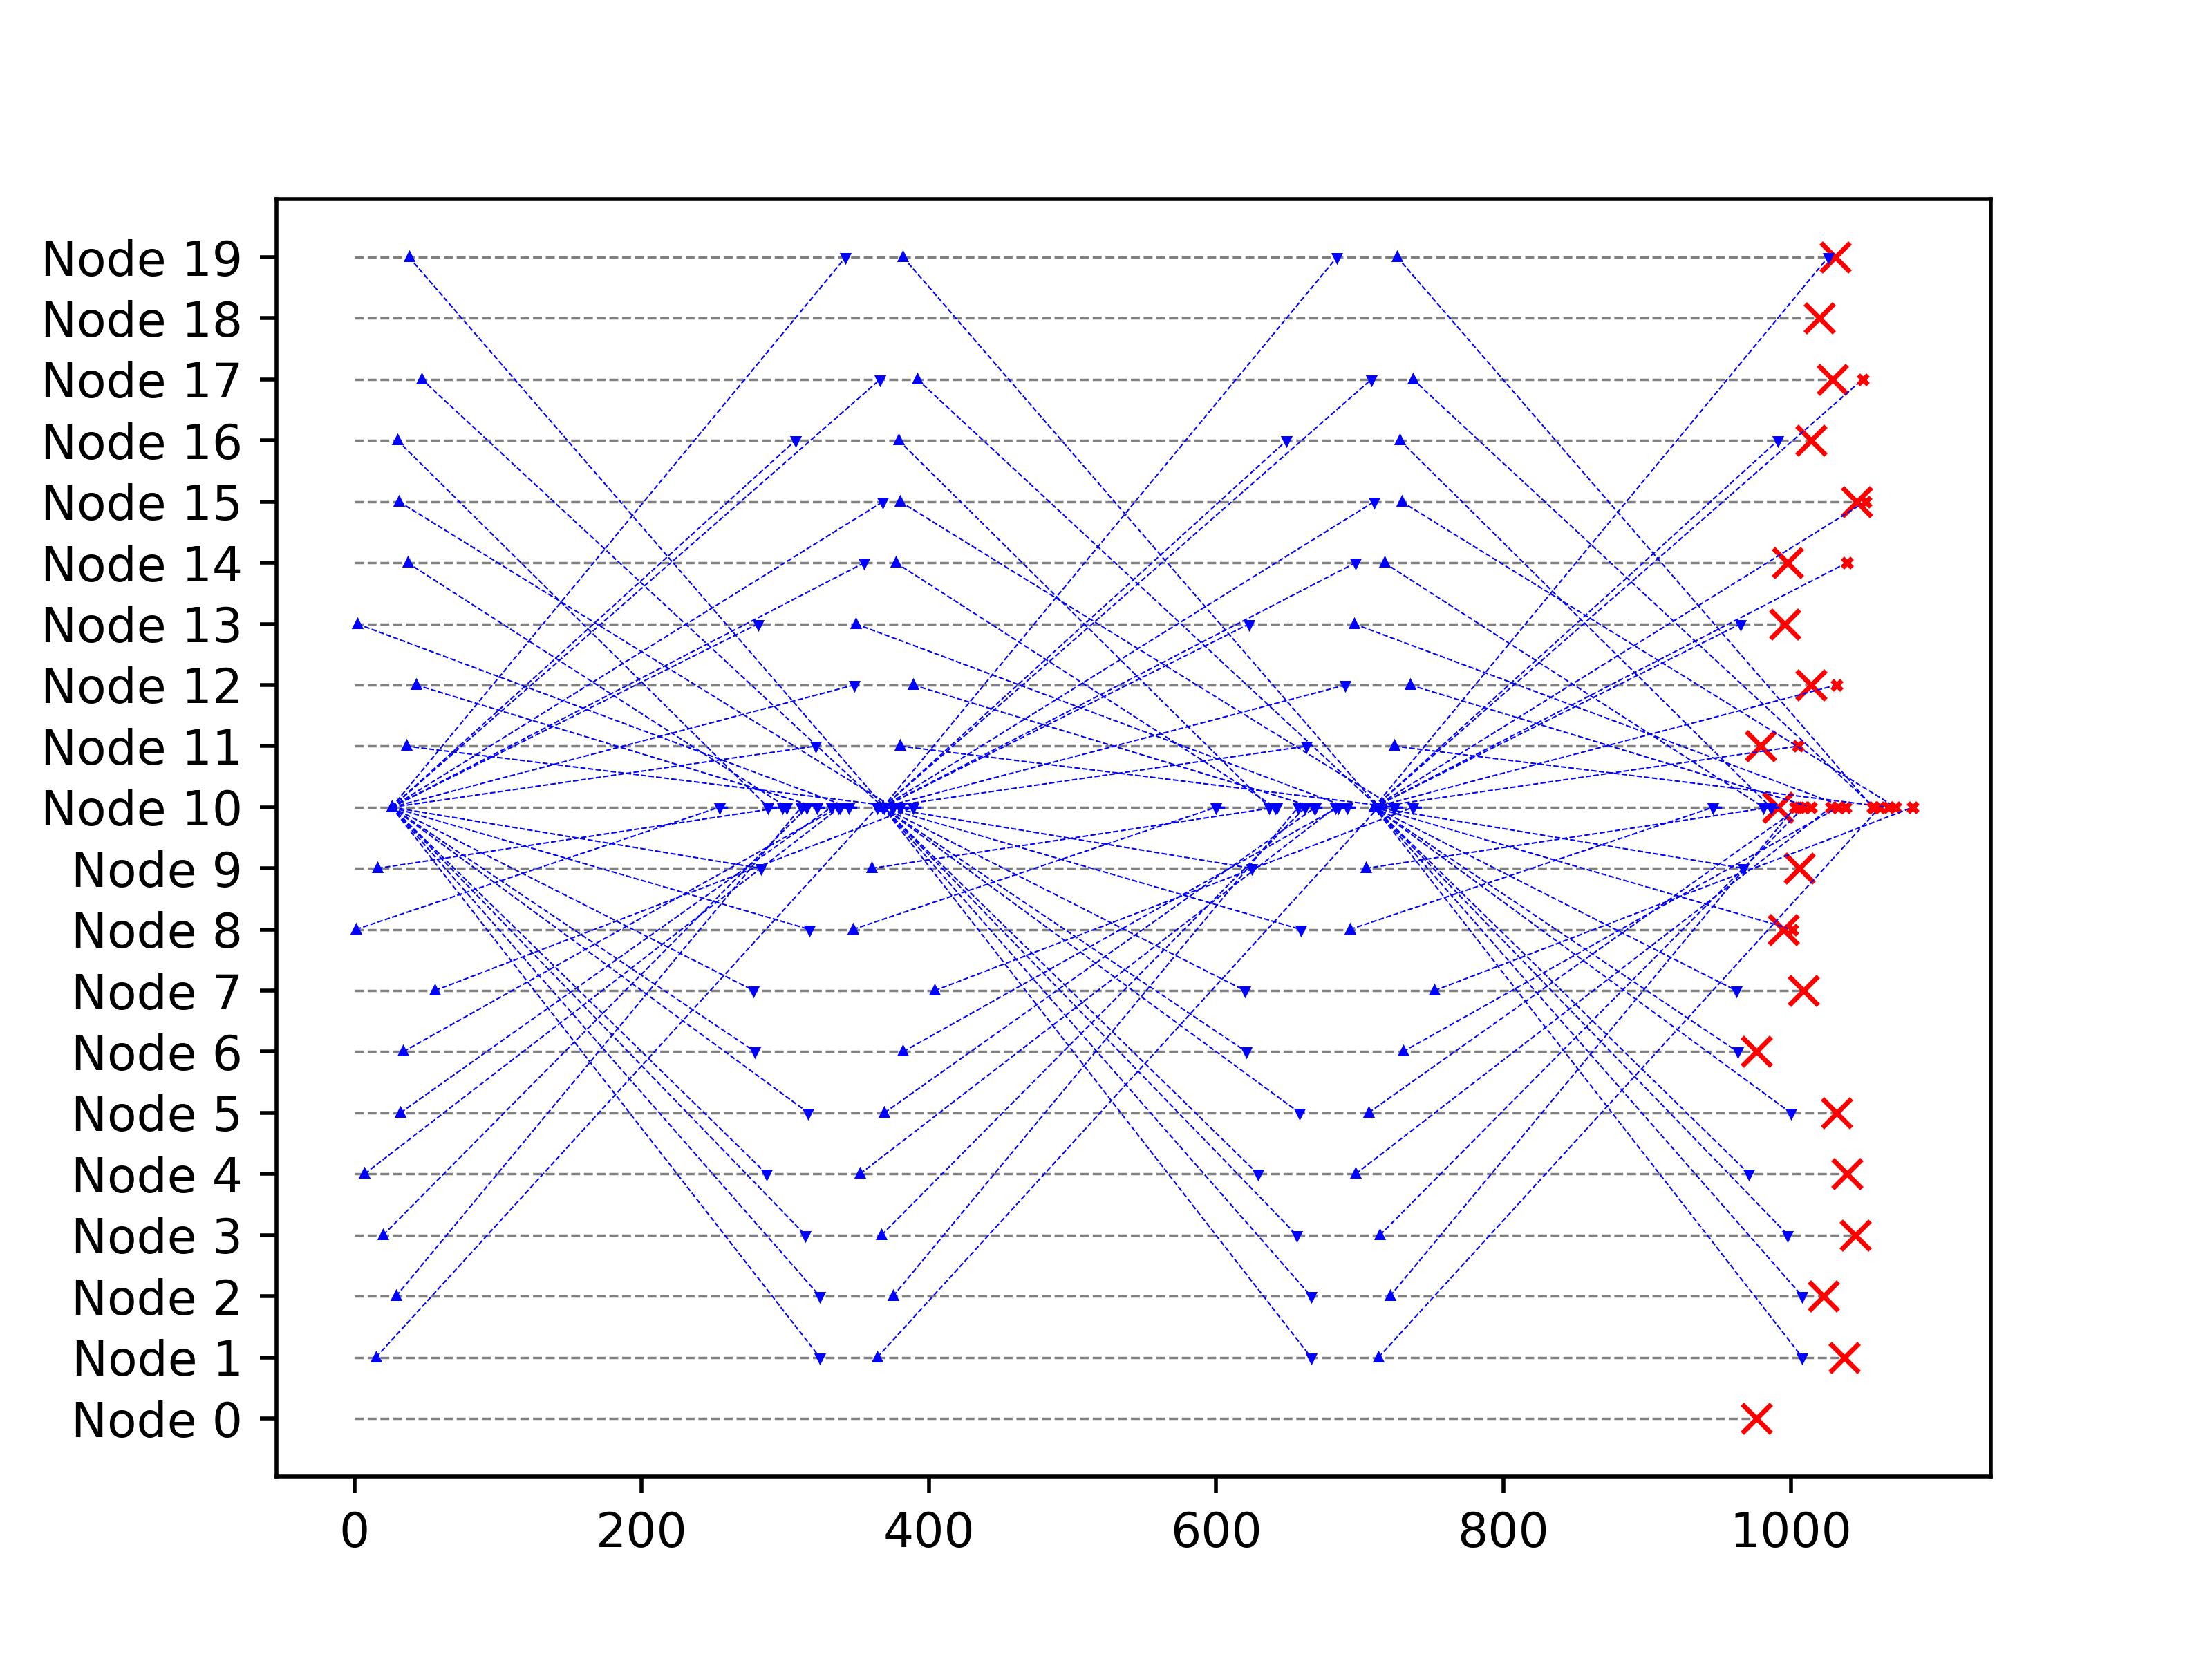 Node 19
Node 18
Node 17
Node 16
Node 15
Node 14
Node 13
Node 12
Node 11
Node 10
Node 9
Node 8
Node 7
Node 6
Node 5
Node 4
Node 3
Node 2
Node 1
Node 0
0 200 400 600 800 1000